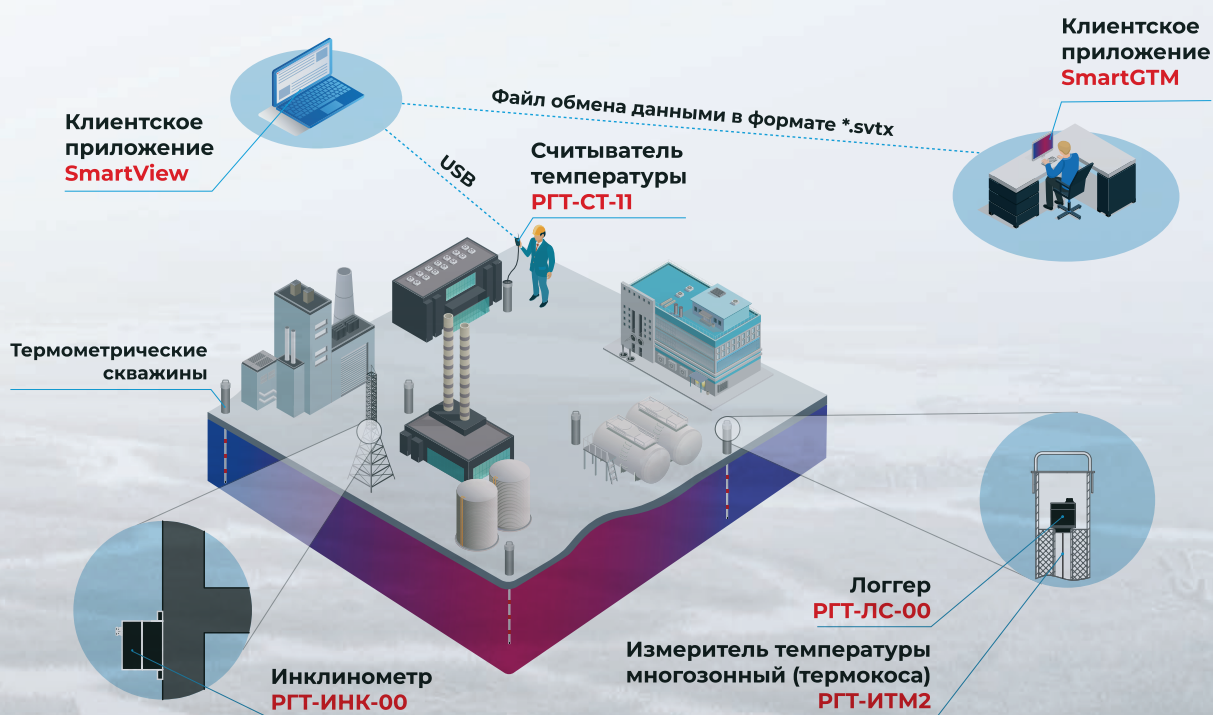 Клиентское
приложение
SmartGTM
Файл обмена данными в формате *.svtx
Клиентское
приложение
SmartView
USB
Считыватель
температуры
РГТ-СТ-11
Термометрические
скважины
Логгер
РГТ-ЛС-00
Измеритель температуры
многозонный (термокоса)
РГТ-ИТМ2
Инклинометр
РГТ-ИНК-00